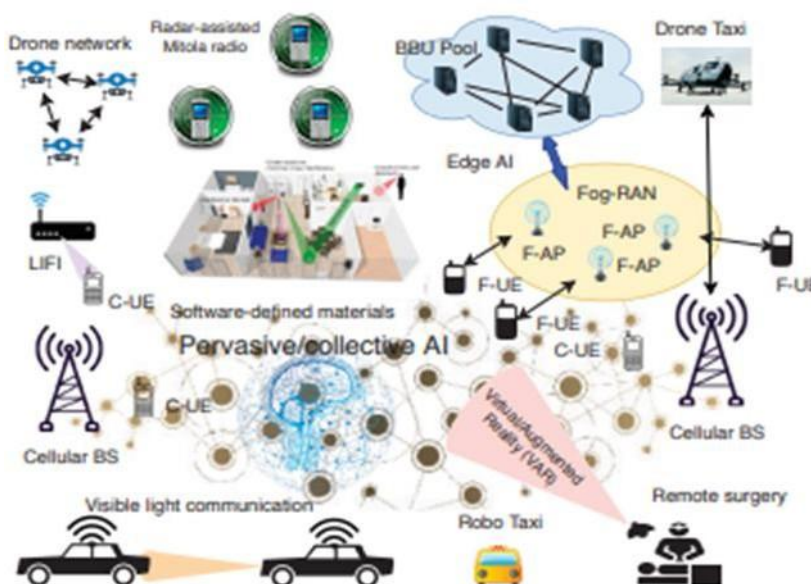 Drone network
Radar-assisted
Mitola radio
BBU Pool
Drone Taxi
Edge AI
Fog-RAN
F-AP
F-AP
F-AP
LIFI
C-UE
F-UE
F-UE
F-UE
Software-defined materials
Pervasive/collective AI
C-UE
C-UE
Cellular BS
Cellular BS
Virtual/Augmented
Reality (VAR)
Visible light communication
Robo Taxi
Remote surgery